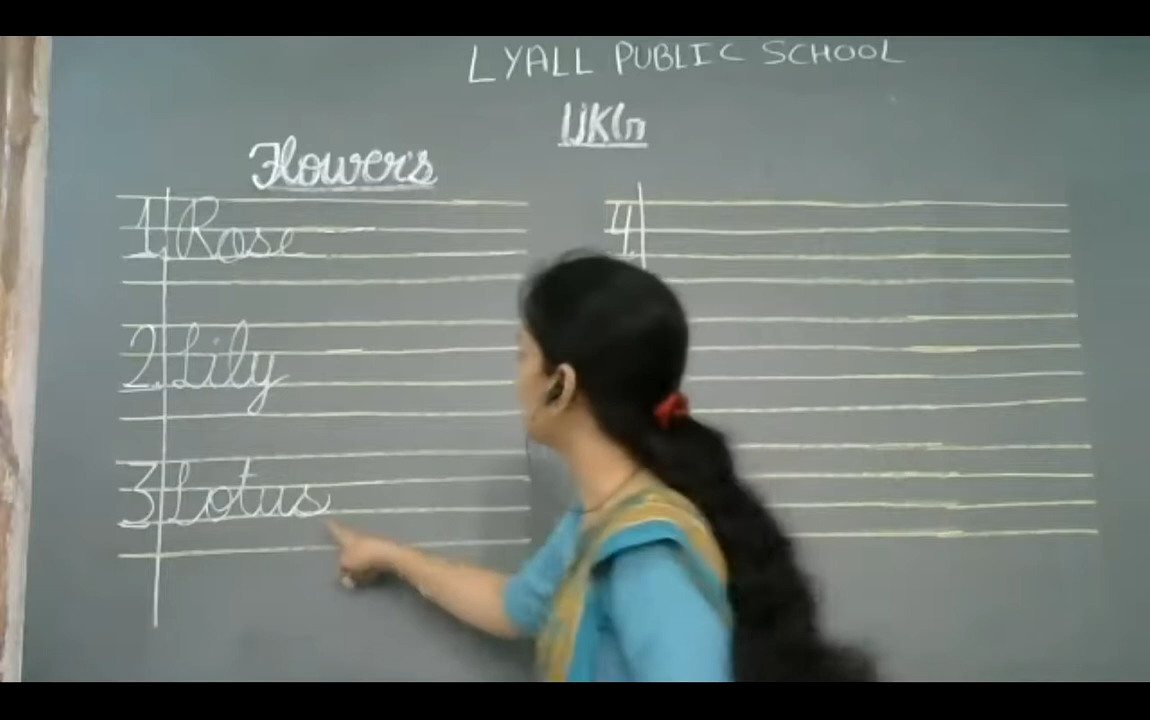 LYALL PUBLIC SCHOOL
UKG
Flowers
1. Rose
2. Lily
3 Lotus
4.